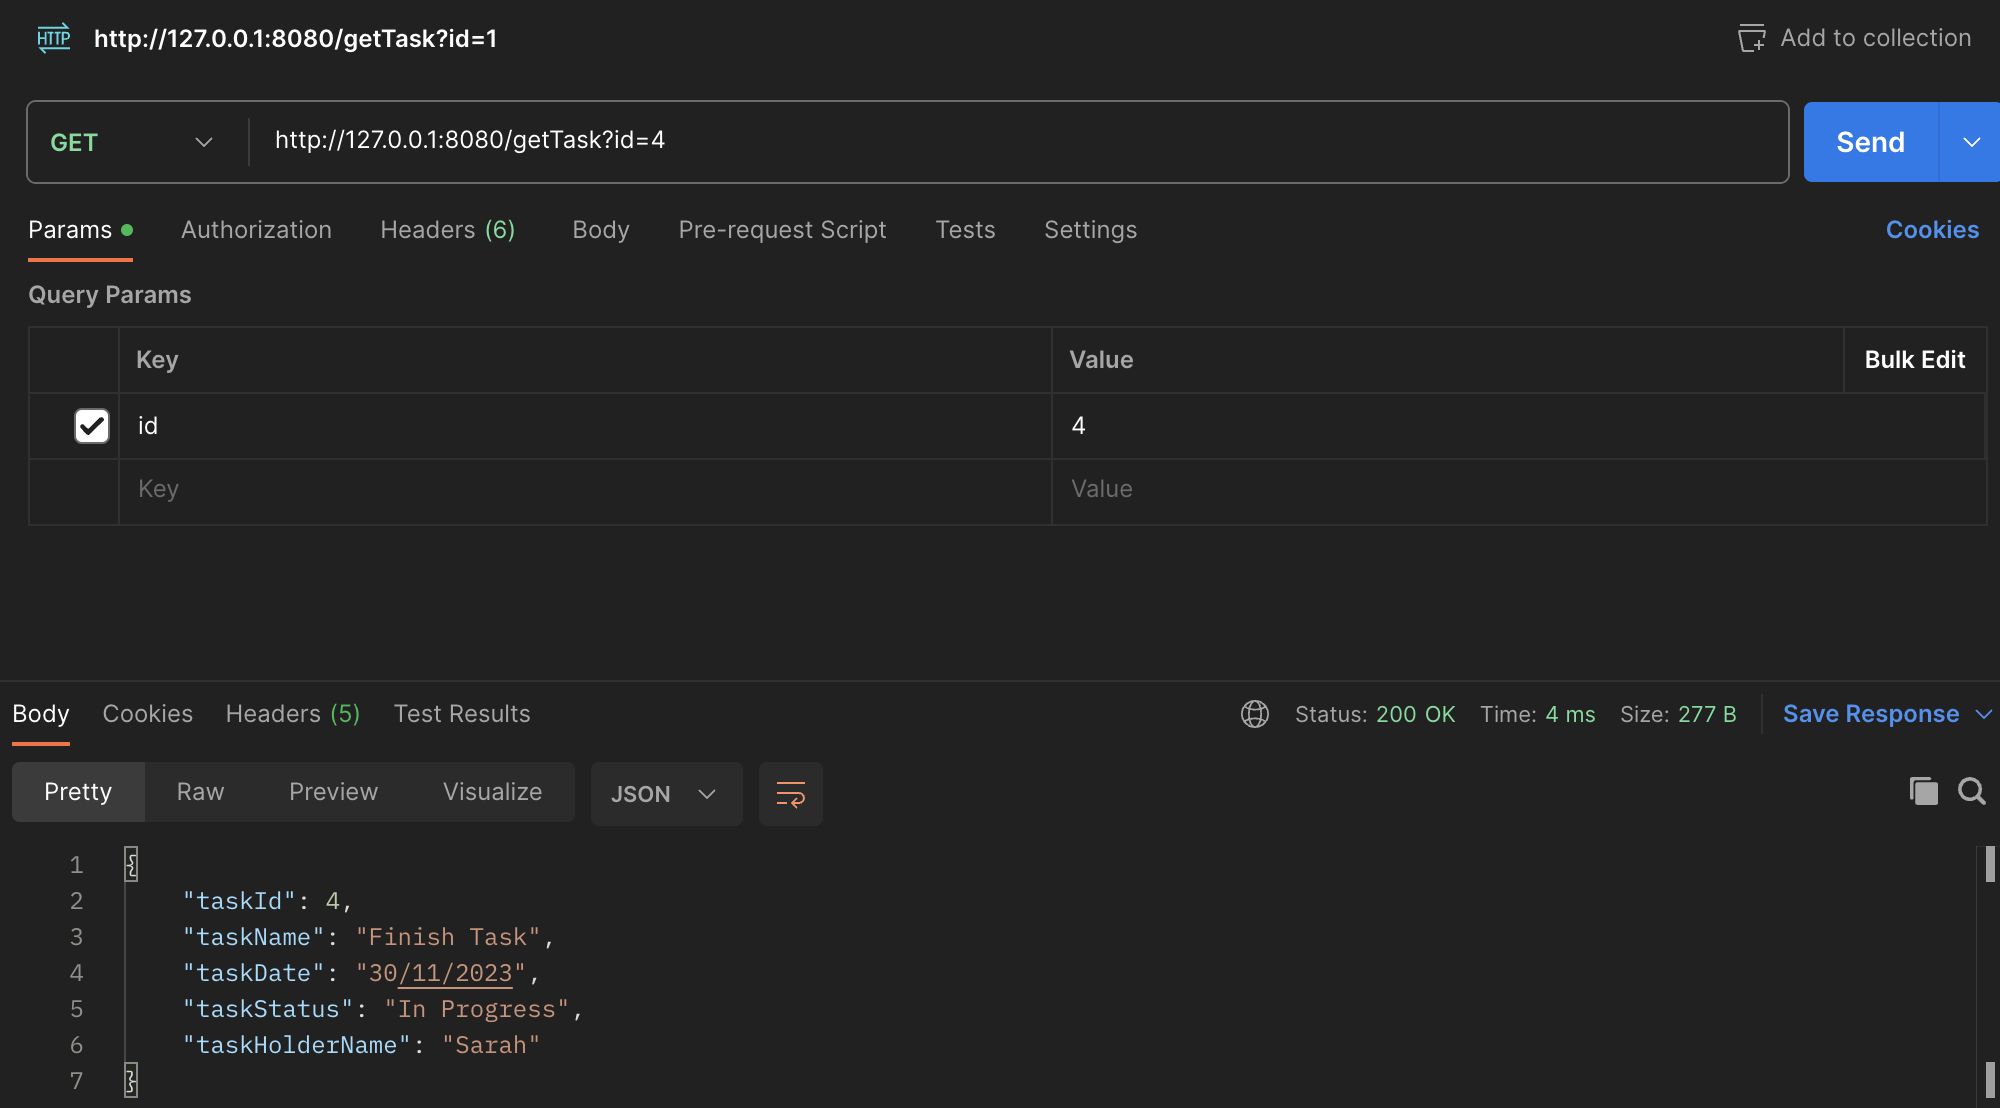 HTTP http://127.0.0.1:8080/getTask?id=1 Add to collection
GET http://127.0.0.1:8080/getTask?id=4 Send
Params Authorization Headers (6) Body Pre-request Script Tests Settings Cookies
Query Params
Key Value Bulk Edit
id 4
Key Value
Body Cookies Headers (5) Test Results Status: 200 OK Time: 4 ms Size: 277 B Save Response
Pretty Raw Preview Visualize JSON
1 {
2 "taskId": 4,
3 "taskName": "Finish Task",
4 "taskDate": "30/11/2023",
5 "taskStatus": "In Progress",
6 "taskHolderName": "Sarah"
7 }